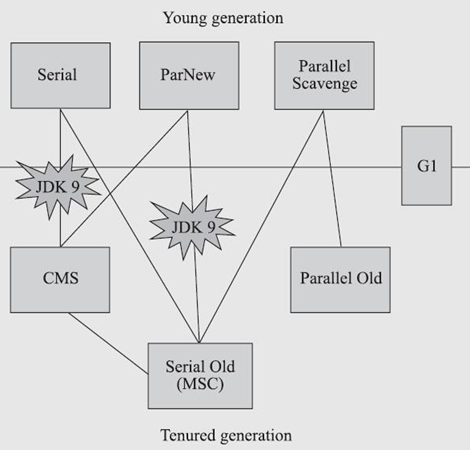 Young generation
Serial
ParNew
Parallel
Scavenge
G1
JDK 9
JDK 9
CMS
Parallel Old
Serial Old
(MSC)
Tenured generation